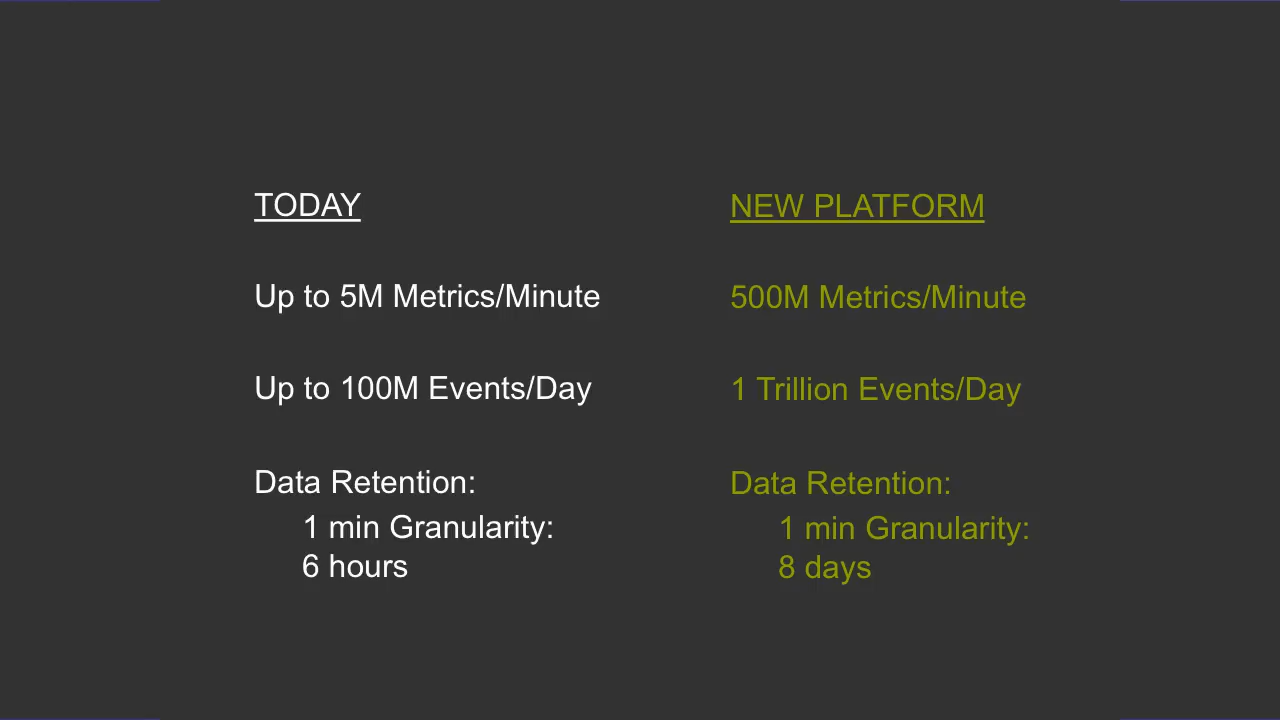 TODAY
Up to 5M Metrics/Minute
Up to 100M Events/Day
Data Retention:
1 min Granularity:
6 hours
NEW PLATFORM
500M Metrics/Minute
1 Trillion Events/Day
Data Retention:
1 min Granularity:
8 days